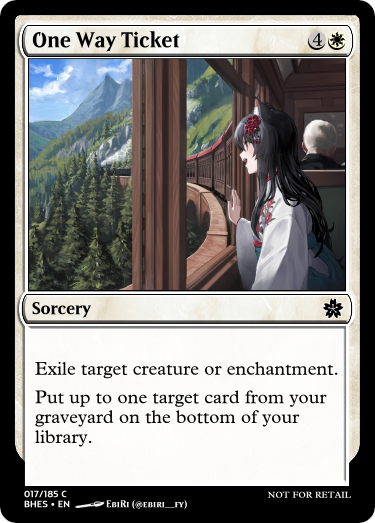 One Way Ticket 4
Sorcery
Exile target creature or enchantment.
Put up to one target card from your
graveyard on the bottom of your
library.
017/185 C
BHES • EN EbiRi (@ebiri__fy)
NOT FOR RETAIL